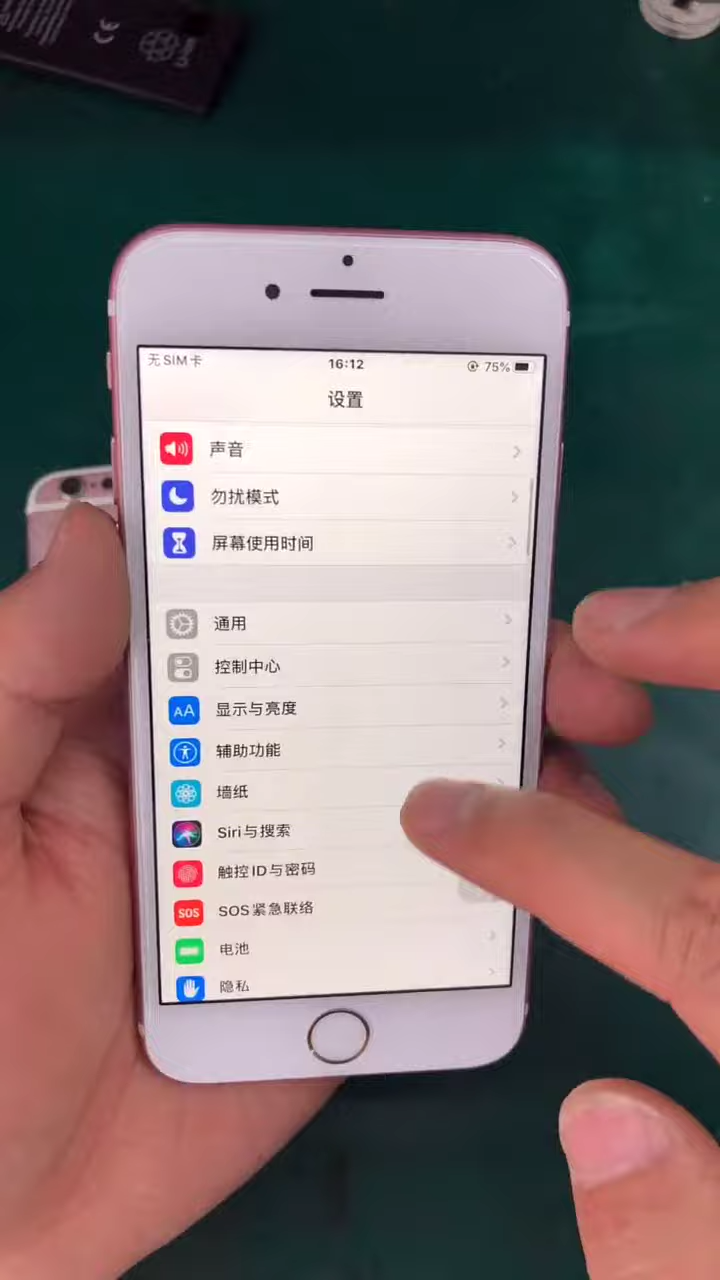 无SIM卡 16:12 75%
设置
声音
勿扰模式
屏幕使用时间
通用
控制中心
AA 显示与亮度
辅助功能
墙纸
Siri与搜索
触控ID与密码
SOS SOS紧急联络
电池
隐私